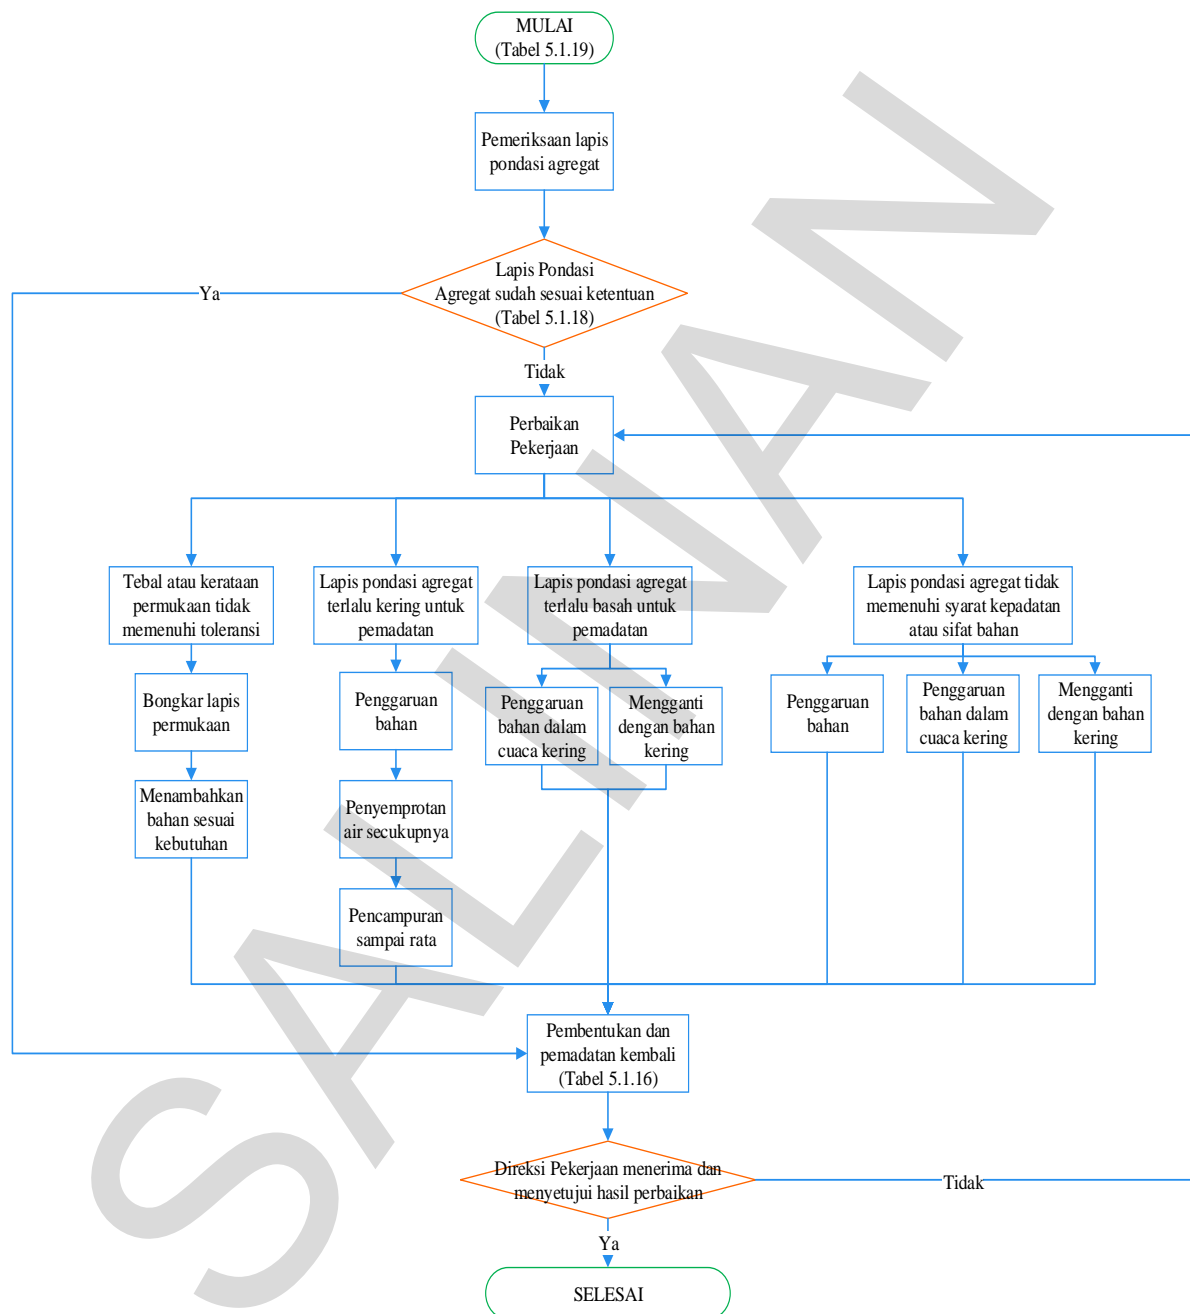 MULAI
(Tabel 5.1.19)
Pemeriksaan lapis
pondasi agregat
Lapis Pondasi
Agregat sudah sesuai ketentuan
(Tabel 5.1.18)
Ya
Tidak
Perbaikan
Pekerjaan
Tebal atau kerataan
permukaan tidak
memenuhi toleransi
Lapis pondasi agregat
terlalu kering untuk
pemadatan
Lapis pondasi agregat
terlalu basah untuk
pemadatan
Lapis pondasi agregat tidak
memenuhi syarat kepadatan
atau sifat bahan
Bongkar lapis
permukaan
Penggaruan
bahan
Penggaruan
bahan dalam
cuaca kering
Mengganti
dengan bahan
kering
Penggaruan
bahan
Penggaruan
bahan dalam
cuaca kering
Mengganti
dengan bahan
kering
Menambahkan
bahan sesuai
kebutuhan
Penyemprotan
air secukupnya
Pencampuran
sampai rata
Pembentukan dan
pemadatan kembali
(Tabel 5.1.16)
Direksi Pekerjaan menerima dan
menyetujui hasil perbaikan
Tidak
Ya
SELESAI
SALINAN